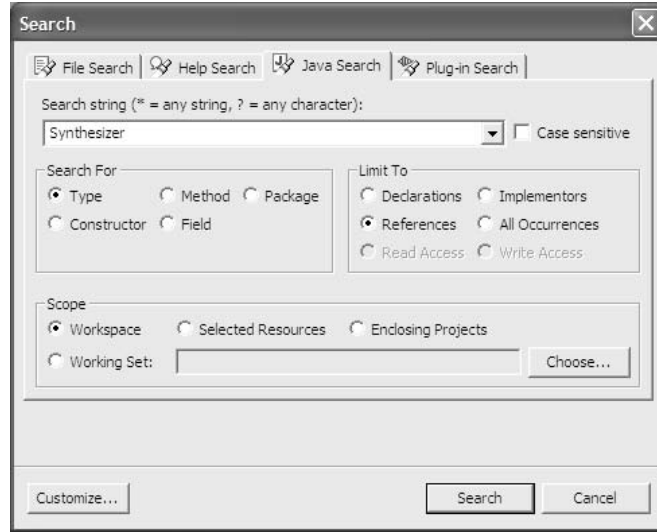 Search
File Search Help Search Java Search Plug-in Search
Search string (* = any string, ? = any character):
Synthesizer Case sensitive
Search For Limit To
Type Method Package Declarations Implementors
Constructor Field References All Occurrences
Read Access Write Access
Scope
Workspace Selected Resources Enclosing Projects
Working Set: Choose...
Customize... Search Cancel